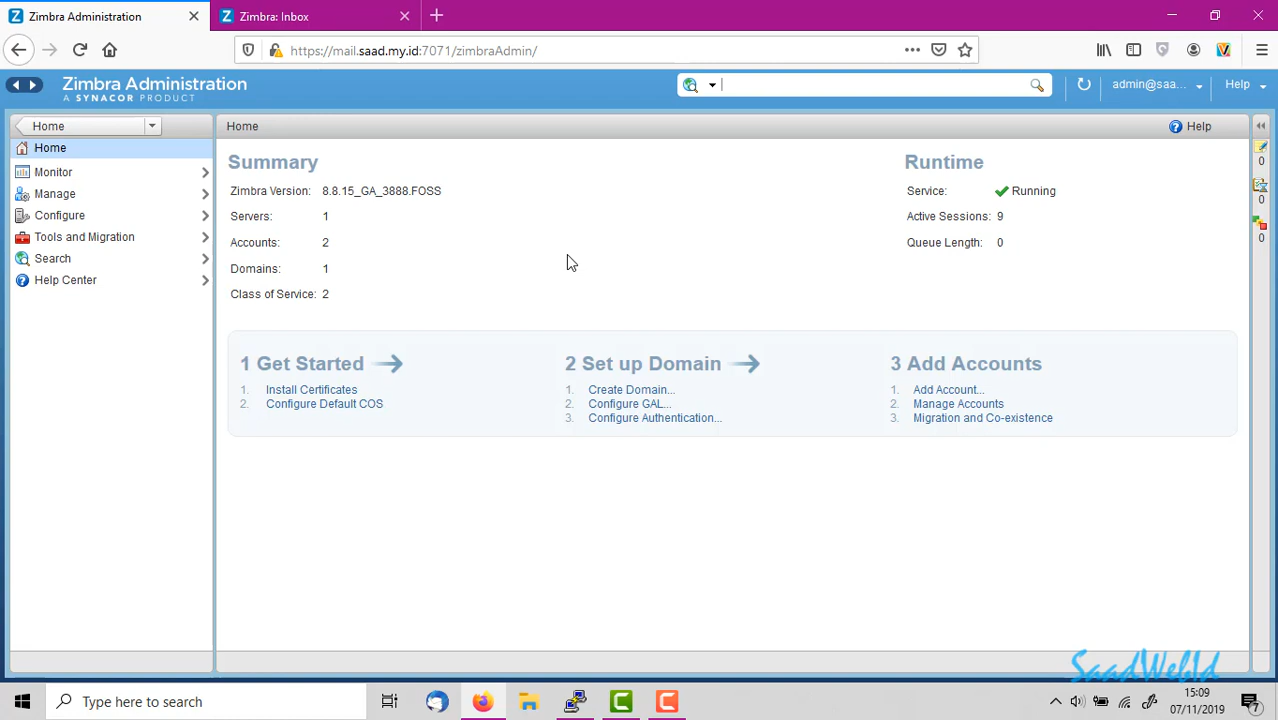 Zimbra Administration
Zimbra: Inbox
https://mail.saad.my.id:7071/zimbraAdmin/
Zimbra Administration
A SYNACOR PRODUCT
admin@saa...
Help
Home
Home
Help
Home
Monitor
Manage
Configure
Tools and Migration
Search
Help Center
Summary
Zimbra Version: 8.8.15_GA_3888.FOSS
Servers: 1
Accounts: 2
Domains: 1
Class of Service: 2
Runtime
Service: Running
Active Sessions: 9
Queue Length: 0
0
0
0
1 Get Started
1. Install Certificates
2. Configure Default COS
2 Set up Domain
1. Create Domain...
2. Configure GAL...
3. Configure Authentication...
3 Add Accounts
1. Add Account...
2. Manage Accounts
3. Migration and Co-existence
SaadWebId
Type here to search
15:09
07/11/2019
7